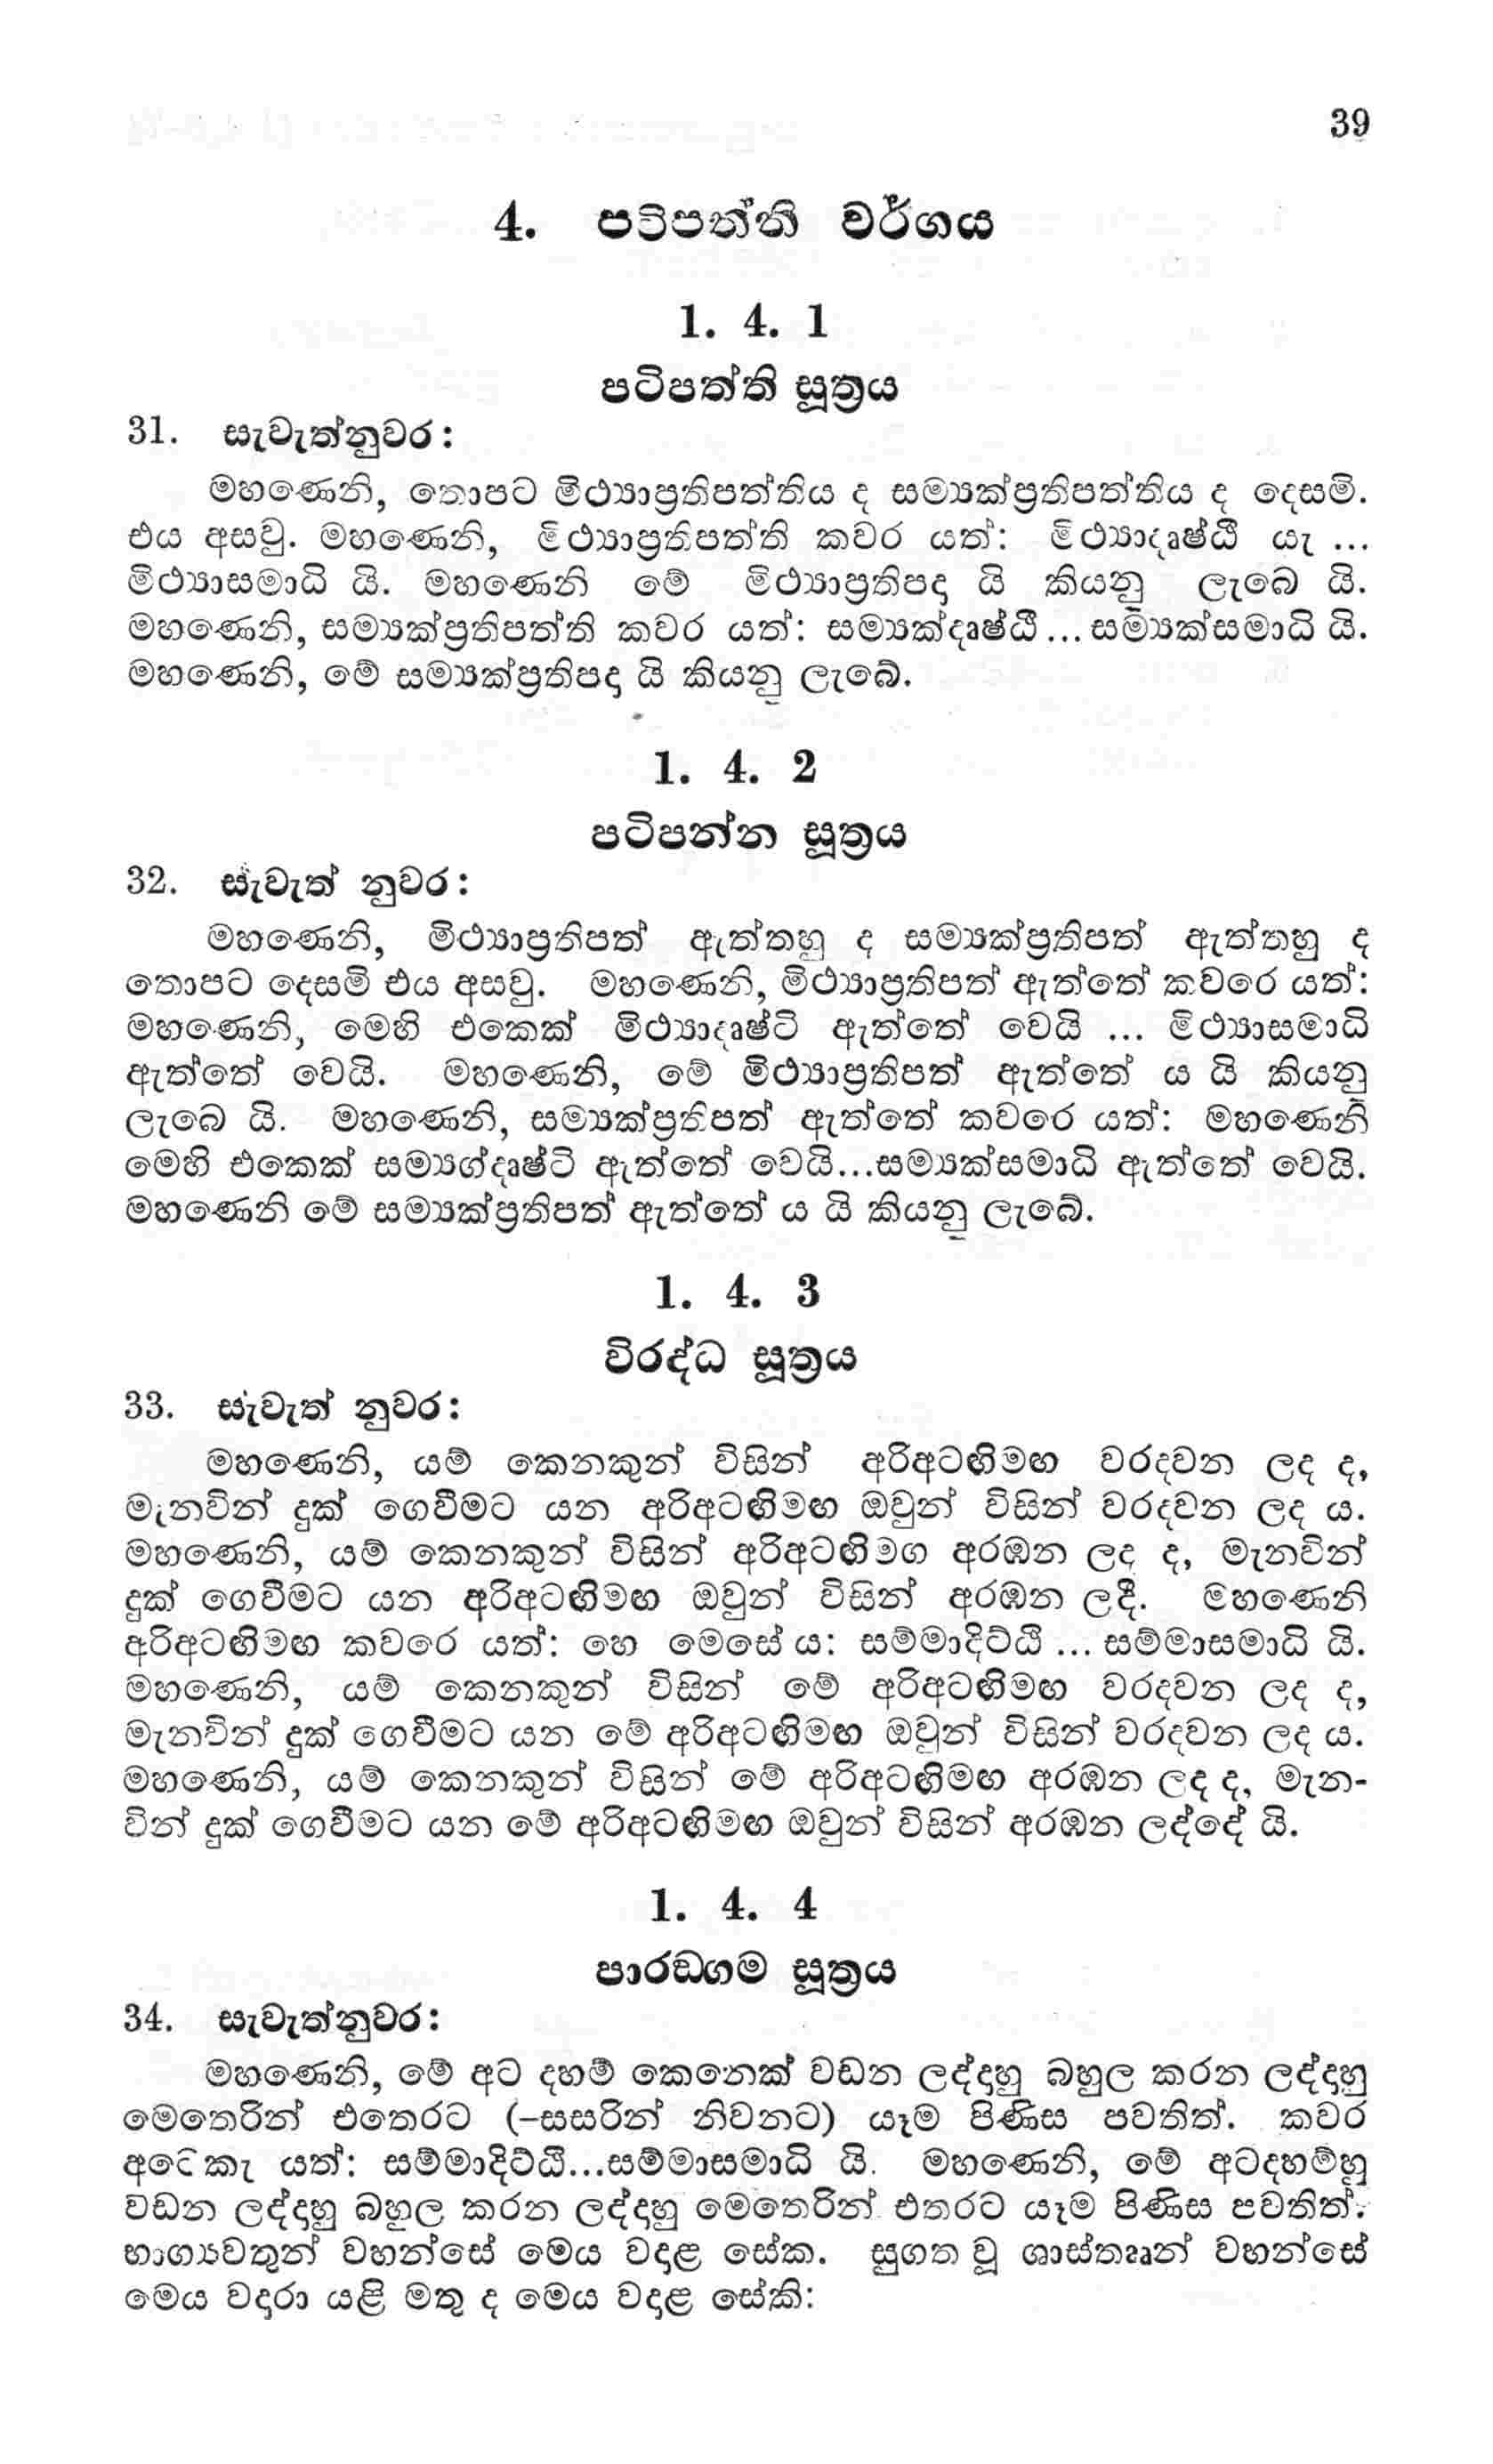 39
4. පටිපත්ති වර්ගය
1. 4. 1
පටිපත්ති සූත්‍රය
31. සැවැත්නුවර:
මහණෙනි, තොපට මිථ්‍යාප්‍රතිපත්තිය ද සම්‍යක්ප්‍රතිපත්තිය ද දෙසමි.
එය අසවු. මහණෙනි, මිථ්‍යාප්‍රතිපත්ති කවර යත්: මිථ්‍යාදෘෂ්ඨි යැ ...
මිථ්‍යාසමාධි යි. මහණෙනි මේ මිථ්‍යාප්‍රතිපදා යි කියනු ලැබෙ යි.
මහණෙනි, සම්‍යක්ප්‍රතිපත්ති කවර යත්: සම්‍යක්දෘෂ්ඨි ... සම්‍යක්සමාධි යි.
මහණෙනි, මේ සම්‍යක්ප්‍රතිපදා යි කියනු ලැබේ.
1. 4. 2
පටිපන්න සූත්‍රය
32. සැවැත් නුවර:
මහණෙනි, මිථ්‍යාප්‍රතිපත් ඇත්තහු ද සම්‍යක්ප්‍රතිපත් ඇත්තහු ද
තොපට දෙසමි එය අසවු. මහණෙනි, මිථ්‍යාප්‍රතිපත් ඇත්තේ කවරෙ යත්:
මහණෙනි, මෙහි එකෙක් මිථ්‍යාදෘෂ්ටි ඇත්තේ වෙයි ... මිථ්‍යාසමාධි
ඇත්තේ වෙයි. මහණෙනි, මේ මිථ්‍යාප්‍රතිපත් ඇත්තේ ය යි කියනු
ලැබෙ යි. මහණෙනි, සම්‍යක්ප්‍රතිපත් ඇත්තේ කවරෙ යත්: මහණෙනි
මෙහි එකෙක් සම්‍යග්දෘෂ්ටි ඇත්තේ වෙයි...සම්‍යක්සමාධි ඇත්තේ වෙයි.
මහණෙනි මේ සම්‍යක්ප්‍රතිපත් ඇත්තේ ය යි කියනු ලැබේ.
1. 4. 3
විරද්ධ සූත්‍රය
33. සැවැත් නුවර:
මහණෙනි, යම් කෙනකුන් විසින් අරිඅටඟිමඟ වරදවන ලද ද,
මැනවින් දුක් ගෙවීමට යන අරිඅටඟිමඟ ඔවුන් විසින් වරදවන ලද ය.
මහණෙනි, යම් කෙනකුන් විසින් අරිඅටඟිමග අරඹන ලද ද, මැනවින්
දුක් ගෙවීමට යන අරිඅටඟිමඟ ඔවුන් විසින් අරඹන ලදී. මහණෙනි
අරිඅටඟිමඟ කවරෙ යත්: හෙ මෙසේ ය: සම්මාදිට්ඨි ... සම්මාසමාධි යි.
මහණෙනි, යම් කෙනකුන් විසින් මේ අරිඅටඟිමඟ වරදවන ලද ද,
මැනවින් දුක් ගෙවීමට යන මේ අරිඅටඟිමඟ ඔවුන් විසින් වරදවන ලද ය.
මහණෙනි, යම් කෙනකුන් විසින් මේ අරිඅටඟිමඟ අරඹන ලද ද, මැන-
වින් දුක් ගෙවීමට යන මේ අරිඅටඟිමඟ ඔවුන් විසින් අරඹන ලද්දේ යි.
1. 4. 4
පාරඞගම සූත්‍රය
34. සැවැත්නුවර:
මහණෙනි, මේ අට දහම් කෙනෙක් වඩන ලද්දාහු බහුල කරන ලද්දාහු
මෙතෙරින් එතෙරට (-සසරින් නිවනට) යෑම පිණිස පවතිත්. කවර
අටෙකැ යත්: සම්මාදිට්ඨි...සම්මාසමාධි යි. මහණෙනි, මේ අටදහම්හු
වඩන ලද්දාහු බහුල කරන ලද්දාහු මෙතෙරින් එතරට යෑම පිණිස පවතිත්.
භාග්‍යවතුන් වහන්සේ මෙය වදාළ සේක. සුගත වූ ශාස්තෲන් වහන්සේ
මෙය වදාරා යළි මතු ද මෙය වදාළ සේකි: